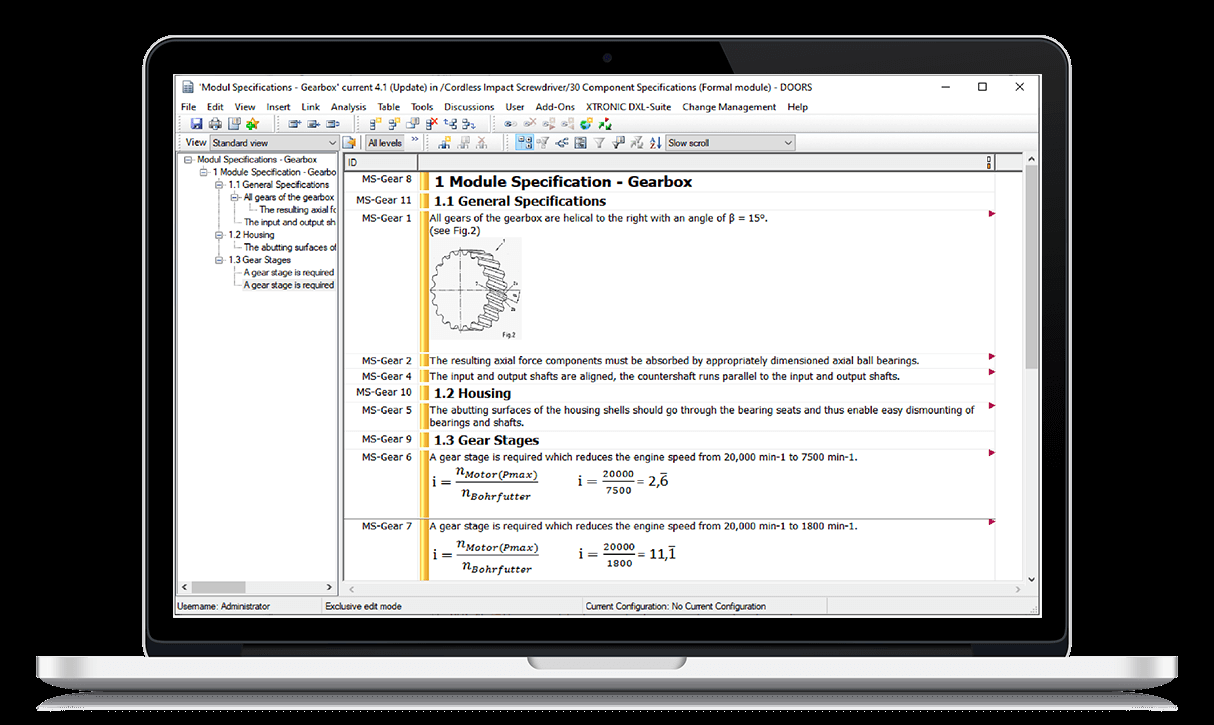 'Modul Specifications - Gearbox' current 4.1 (Update) in /Cordless Impact Screwdriver/30 Component Specifications (Formal module) - DOORS
File Edit View Insert Link Analysis Table Tools Discussions User Add-Ons XTRONIC DXL-Suite Change Management Help
View Standard view All levels Slow scroll
Modul Specifications - Gearbox
1 Module Specification - Gearbo
1.1 General Specifications
All gears of the gearbox
The resulting axial fc
The input and output sh
1.2 Housing
The abutting surfaces of
1.3 Gear Stages
A gear stage is required
A gear stage is required
ID
MS-Gear 8 1 Module Specification - Gearbox
MS-Gear 11 1.1 General Specifications
MS-Gear 1 All gears of the gearbox are helical to the right with an angle of β = 15°.
(see Fig.2)
Fig.2
MS-Gear 2 The resulting axial force components must be absorbed by appropriately dimensioned axial ball bearings.
MS-Gear 4 The input and output shafts are aligned, the countershaft runs parallel to the input and output shafts.
MS-Gear 10 1.2 Housing
MS-Gear 5 The abutting surfaces of the housing shells should go through the bearing seats and thus enable easy dismounting of
bearings and shafts.
MS-Gear 9 1.3 Gear Stages
MS-Gear 6 A gear stage is required which reduces the engine speed from 20,000 min-1 to 7500 min-1.
i = n Motor(Pmax) / n Bohrfutter i = 20000 / 7500 = 2,6̅
MS-Gear 7 A gear stage is required which reduces the engine speed from 20,000 min-1 to 1800 min-1.
i = n Motor(Pmax) / n Bohrfutter i = 20000 / 1800 = 11,1̅
Username: Administrator Exclusive edit mode Current Configuration: No Current Configuration